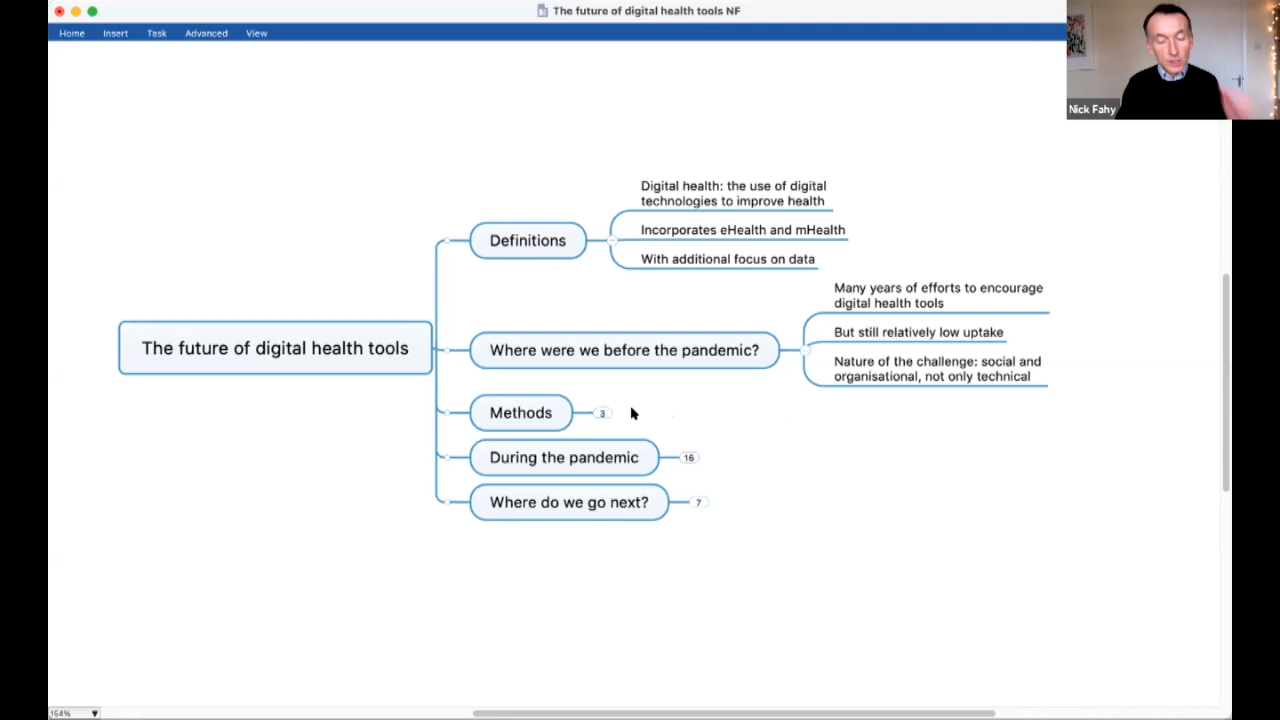 The future of digital health tools NF
Home Insert Task Advanced View
Nick Fahy
Digital health: the use of digital
technologies to improve health
Definitions
Incorporates eHealth and mHealth
With additional focus on data
Many years of efforts to encourage
digital health tools
The future of digital health tools
Where were we before the pandemic?
But still relatively low uptake
Nature of the challenge: social and
organisational, not only technical
Methods 3
During the pandemic 16
Where do we go next? 7
164%